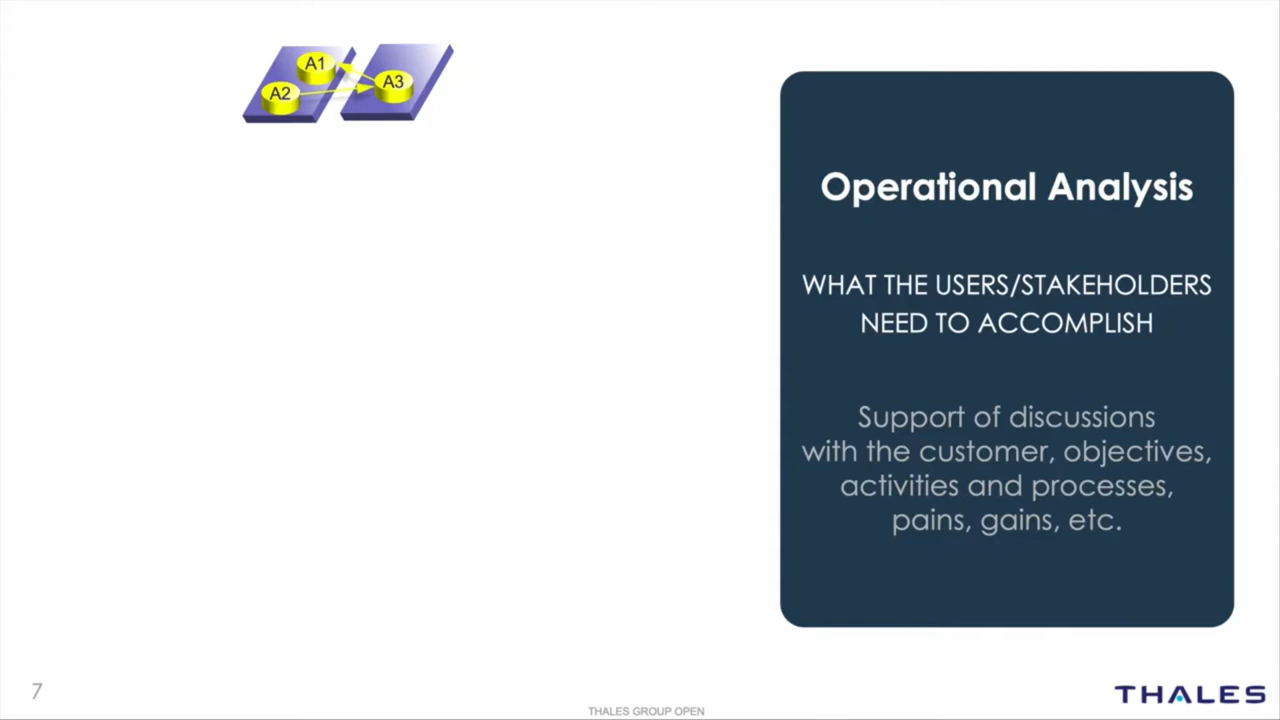 A1
A2
A3
Operational Analysis
WHAT THE USERS/STAKEHOLDERS
NEED TO ACCOMPLISH
Support of discussions
with the customer, objectives,
activities and processes,
pains, gains, etc.
7
THALES GROUP OPEN
THALES